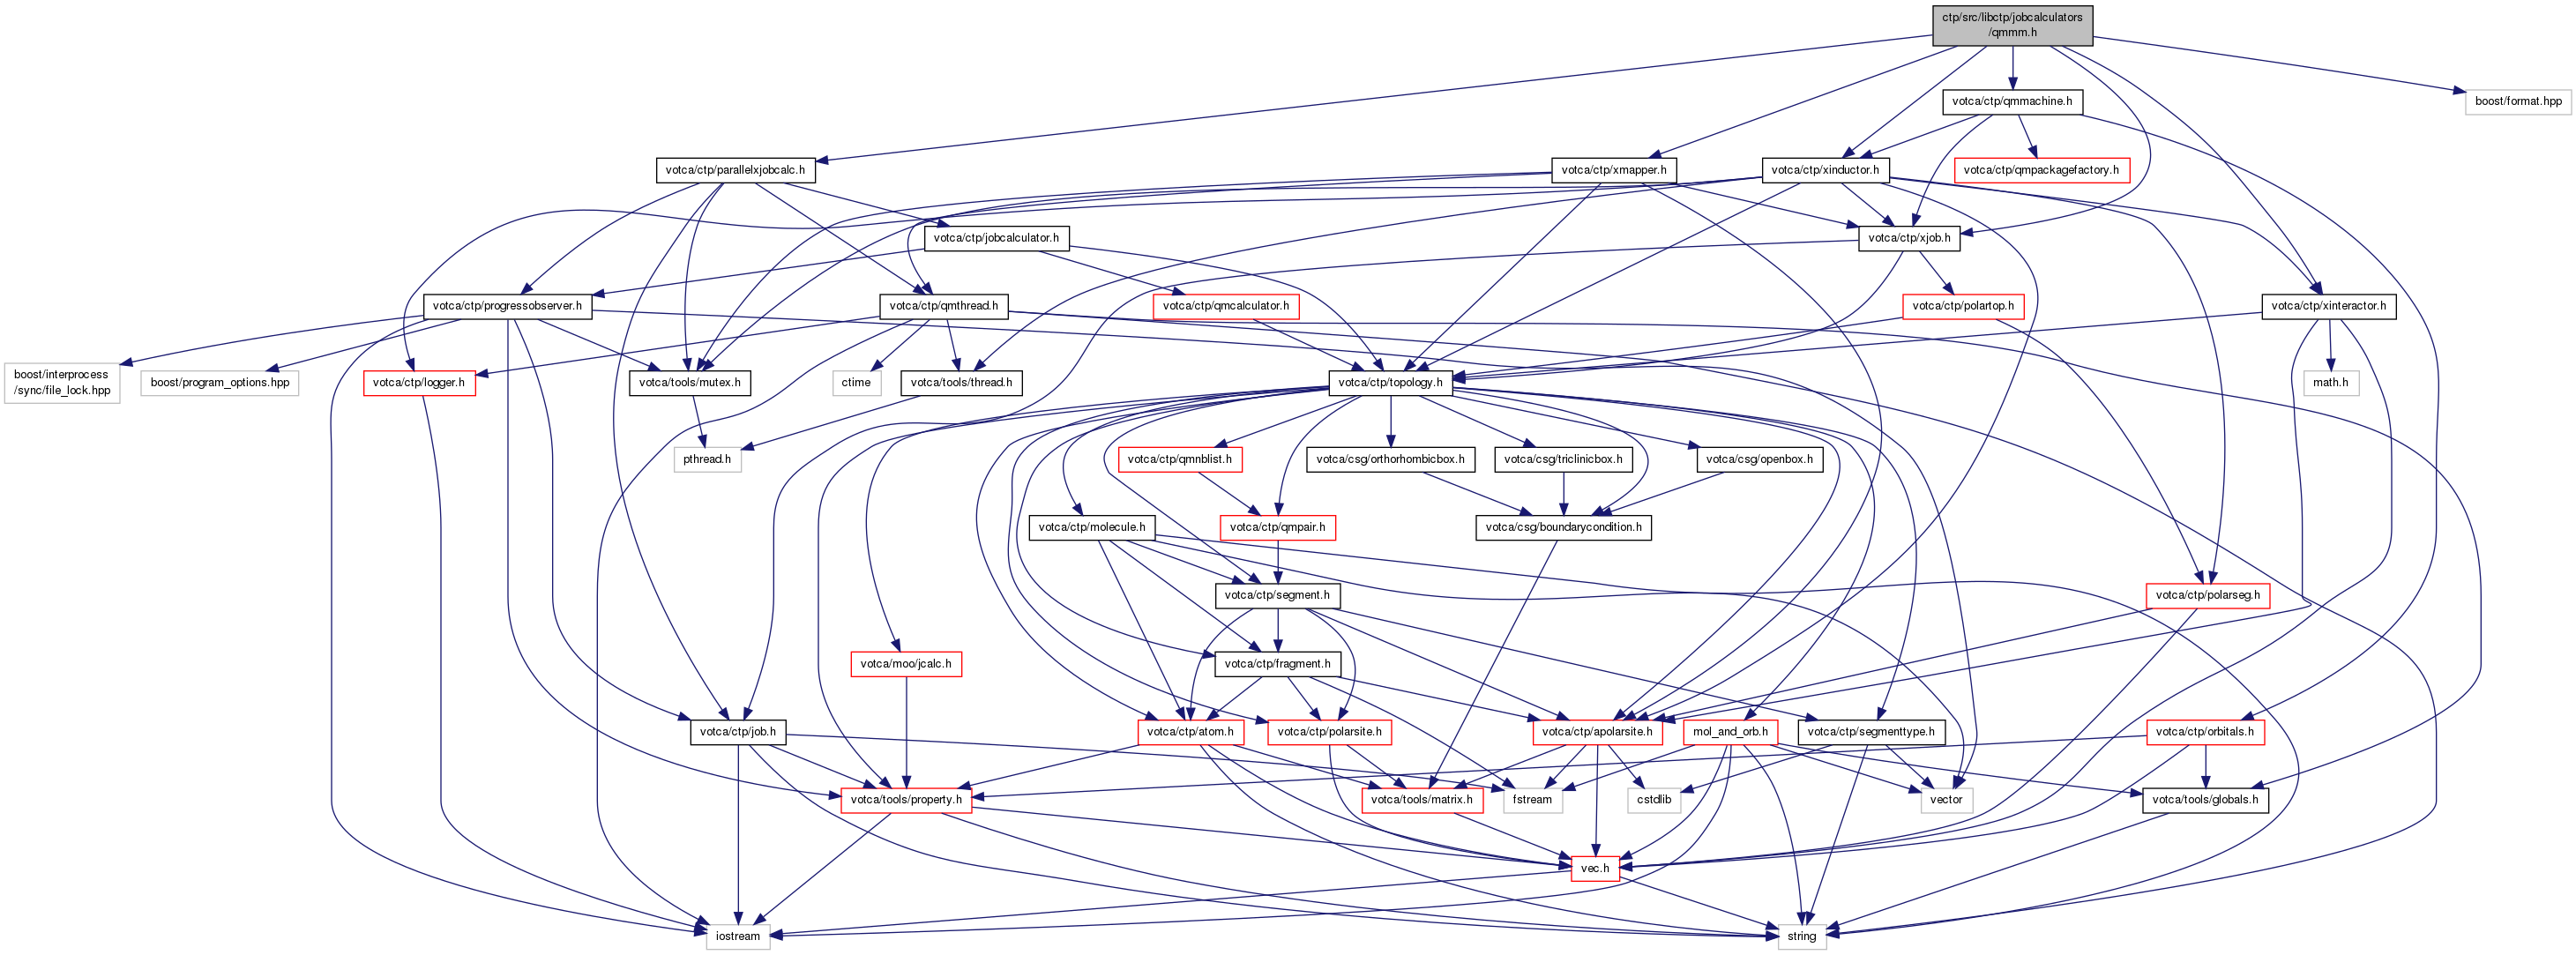 ctp/src/libctp/jobcalculators
/qmmm.h
votca/ctp/qmmachine.h
boost/format.hpp
votca/ctp/parallelxjobcalc.h
votca/ctp/xmapper.h
votca/ctp/xinductor.h
votca/ctp/qmpackagefactory.h
votca/ctp/jobcalculator.h
votca/ctp/xjob.h
votca/ctp/progressobserver.h
votca/ctp/qmthread.h
votca/ctp/qmcalculator.h
votca/ctp/polartop.h
votca/ctp/xinteractor.h
boost/interprocess
/sync/file_lock.hpp
boost/program_options.hpp
votca/ctp/logger.h
votca/tools/mutex.h
ctime
votca/tools/thread.h
votca/ctp/topology.h
math.h
pthread.h
votca/ctp/qmnblist.h
votca/csg/orthorhombicbox.h
votca/csg/triclinicbox.h
votca/csg/openbox.h
votca/ctp/molecule.h
votca/ctp/qmpair.h
votca/csg/boundarycondition.h
votca/ctp/segment.h
votca/ctp/polarseg.h
votca/moo/jcalc.h
votca/ctp/fragment.h
votca/ctp/job.h
votca/ctp/atom.h
votca/ctp/polarsite.h
votca/ctp/apolarsite.h
mol_and_orb.h
votca/ctp/segmenttype.h
votca/ctp/orbitals.h
votca/tools/property.h
votca/tools/matrix.h
fstream
cstdlib
vector
votca/tools/globals.h
vec.h
iostream
string